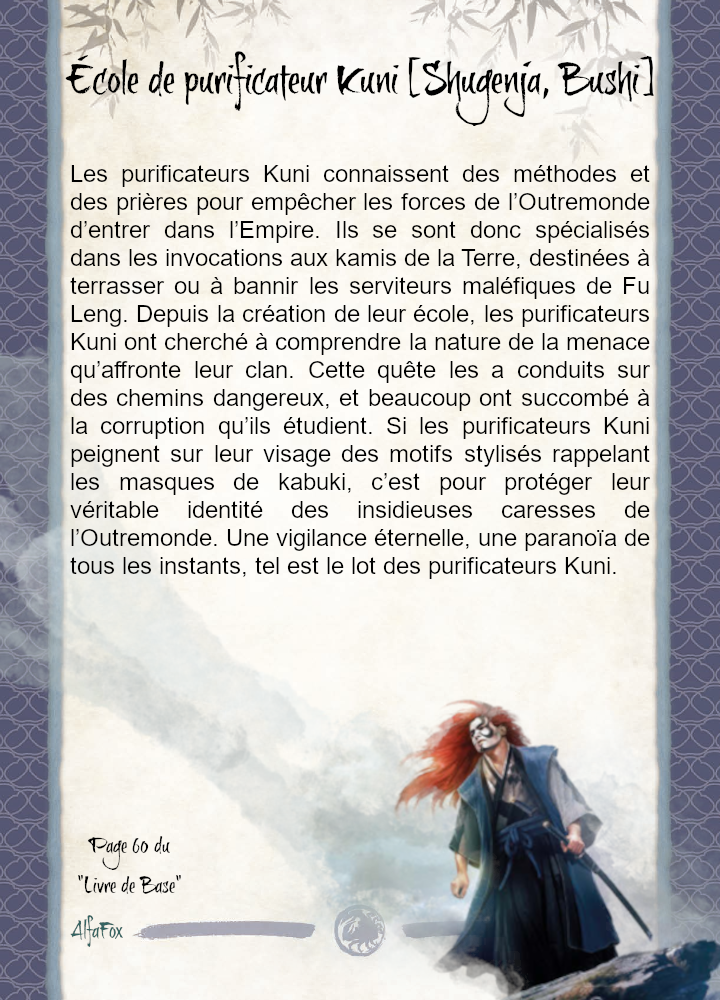 École de purificateur Kuni [Shugenja, Bushi]
Les purificateurs Kuni connaissent des méthodes et
des prières pour empêcher les forces de l’Outremonde
d’entrer dans l’Empire. Ils se sont donc spécialisés
dans les invocations aux kamis de la Terre, destinées à
terrasser ou à bannir les serviteurs maléfiques de Fu
Leng. Depuis la création de leur école, les purificateurs
Kuni ont cherché à comprendre la nature de la menace
qu’affronte leur clan. Cette quête les a conduits sur
des chemins dangereux, et beaucoup ont succombé à
la corruption qu’ils étudient. Si les purificateurs Kuni
peignent sur leur visage des motifs stylisés rappelant
les masques de kabuki, c’est pour protéger leur
véritable identité des insidieuses caresses de
l’Outremonde. Une vigilance éternelle, une paranoïa de
tous les instants, tel est le lot des purificateurs Kuni.
Page 60 du
"Livre de Base"
AlfaFox